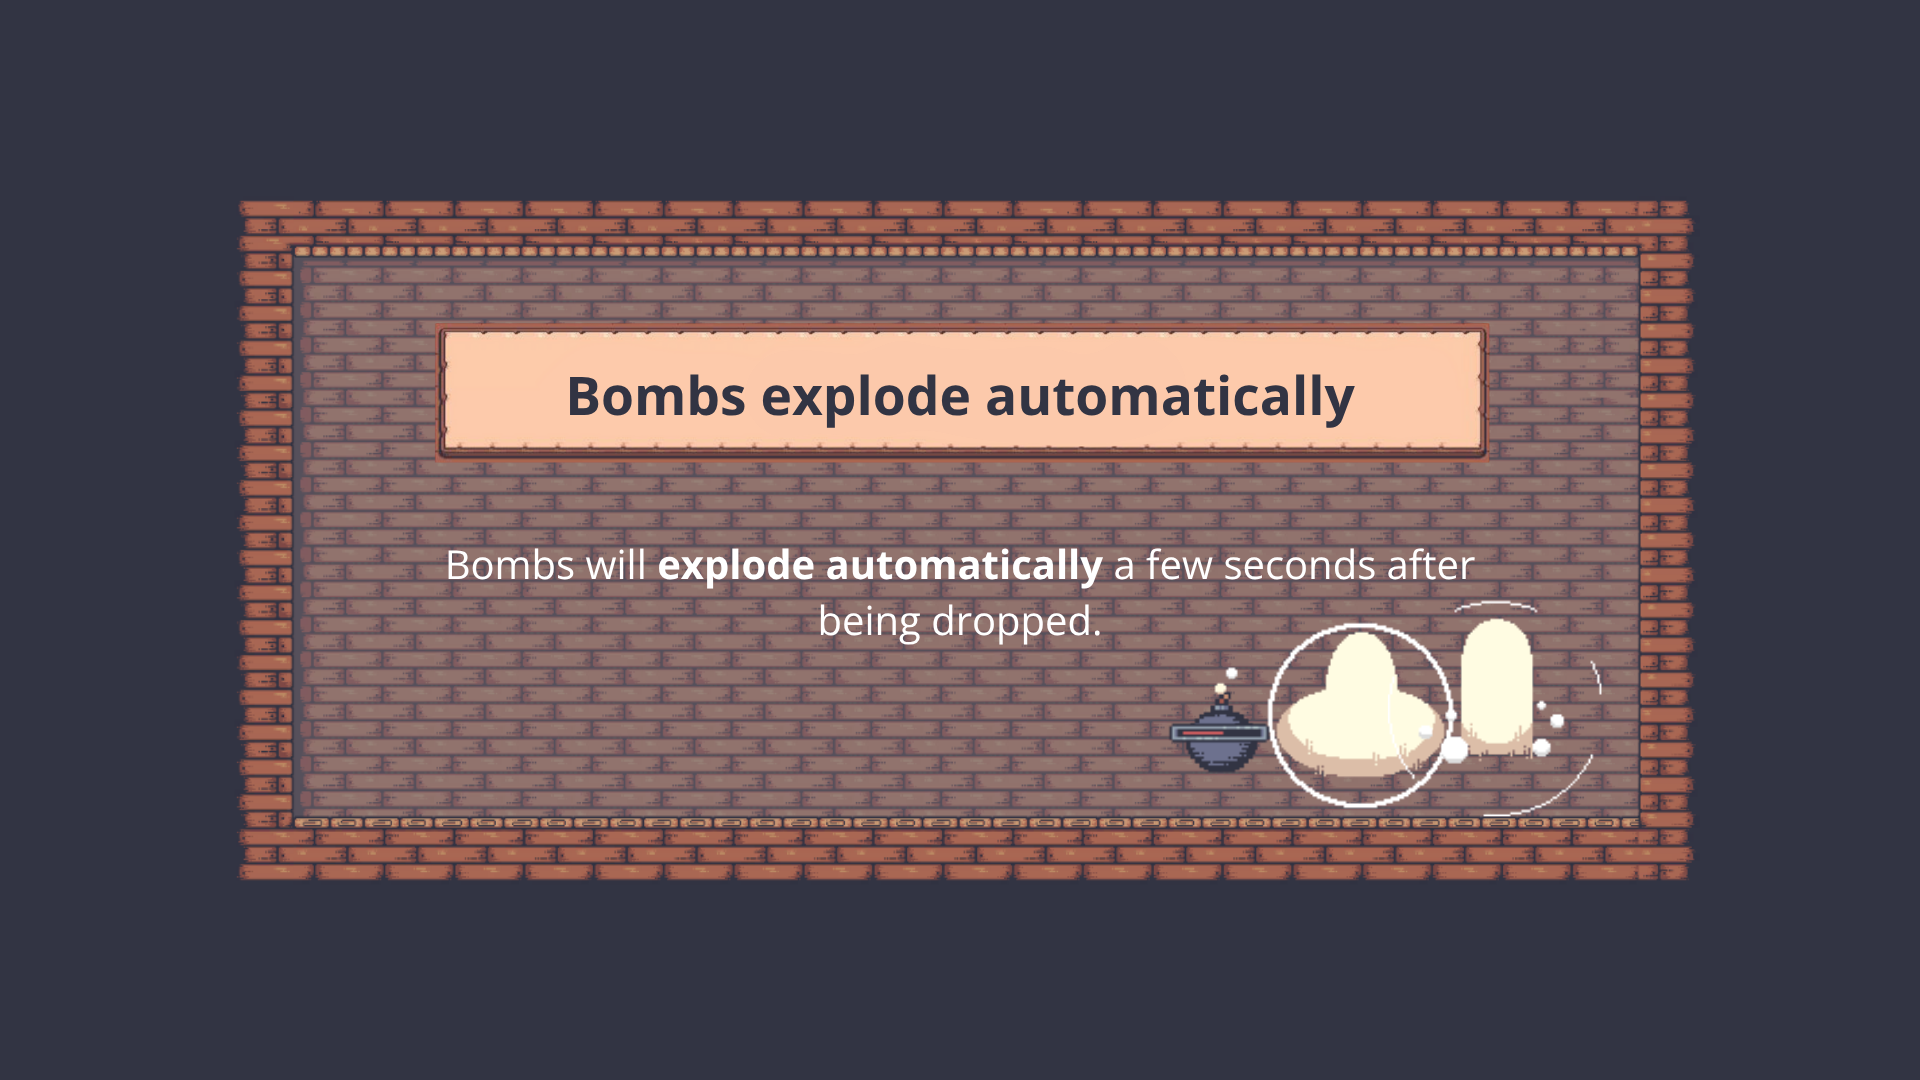 Bombs explode automatically
Bombs will explode automatically a few seconds after
being dropped.